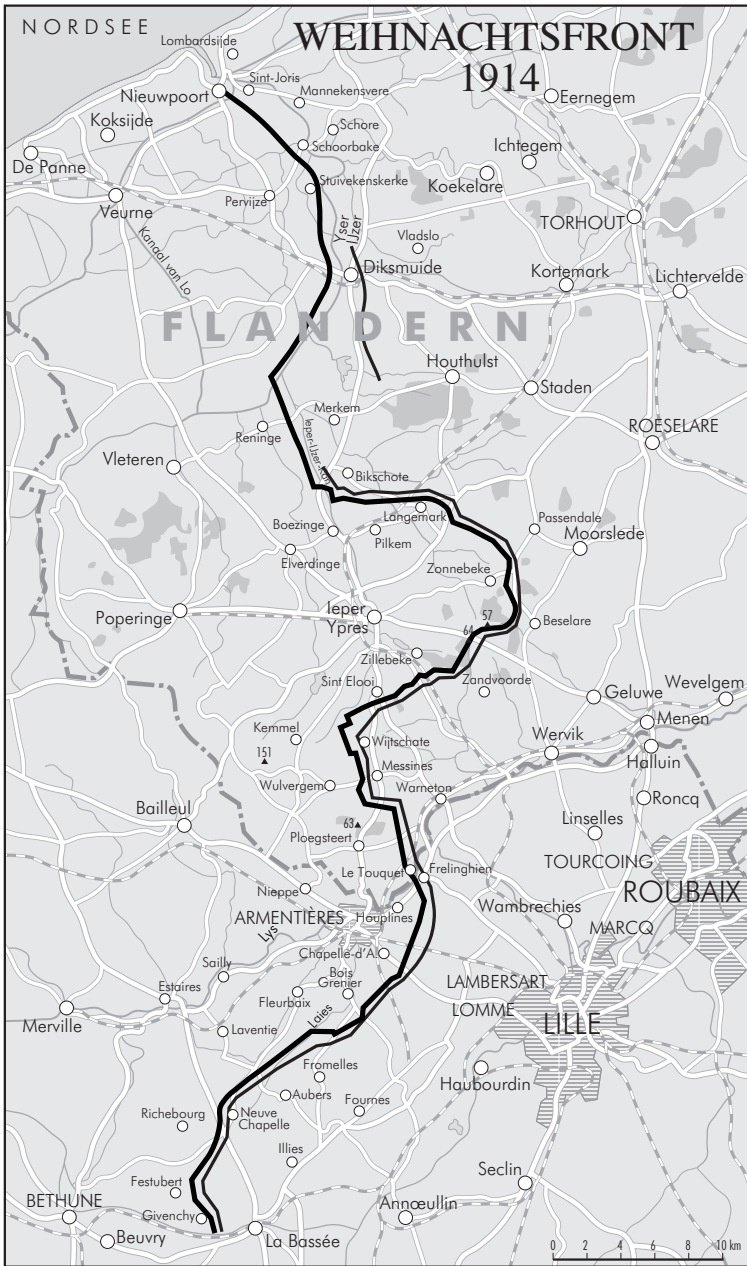 NORDSEE
WEIHNACHTSFRONT
1914
Lombardsijde
Nieuwpoort
Sint-Joris
Mannekensvere
Eernegem
Koksijde
Schore
Schoorbake
Ichtegem
De Panne
Koekelare
Stuivekenskerke
Veurne
Pervijze
TORHOUT
Yser
IJzer
Vladslo
Kanaal van Lo
Diksmuide
Kortemark
Lichtervelde
FLANDERN
Houthulst
Staden
Merkem
Reninge
Ieper-IJzer-Kan.
ROESELARE
Vleteren
Bikschote
Langemark
Boezinge
Pilkem
Passendale
Moorslede
Elverdinge
Zonnebeke
Poperinge
Ieper
Ypres
57
64
Beselare
Zillebeke
Sint Elooi
Zandvoorde
Geluwe
Wevelgem
Menen
Kemmel
Wijtschate
Wervik
Halluin
151
Messines
Wulvergem
Warneton
Roncq
Bailleul
63
Linselles
Ploegsteert
TOURCOING
Le Touquet
Frelinghien
ROUBAIX
Nieppe
Wambrechies
ARMENTIÈRES
Houplines
MARCQ
Lys
Chapelle-d'A.
Sailly
Bois
Grenier
LAMBERSART
Estaires
Fleurbaix
LOMME
Merville
Laies
LILLE
Laventie
Fromelles
Haubourdin
Aubers
Fournes
Richebourg
Neuve
Chapelle
Illies
Seclin
Festubert
BETHUNE
Givenchy
Annœullin
Beuvry
La Bassée
0 2 4 6 8 10 km